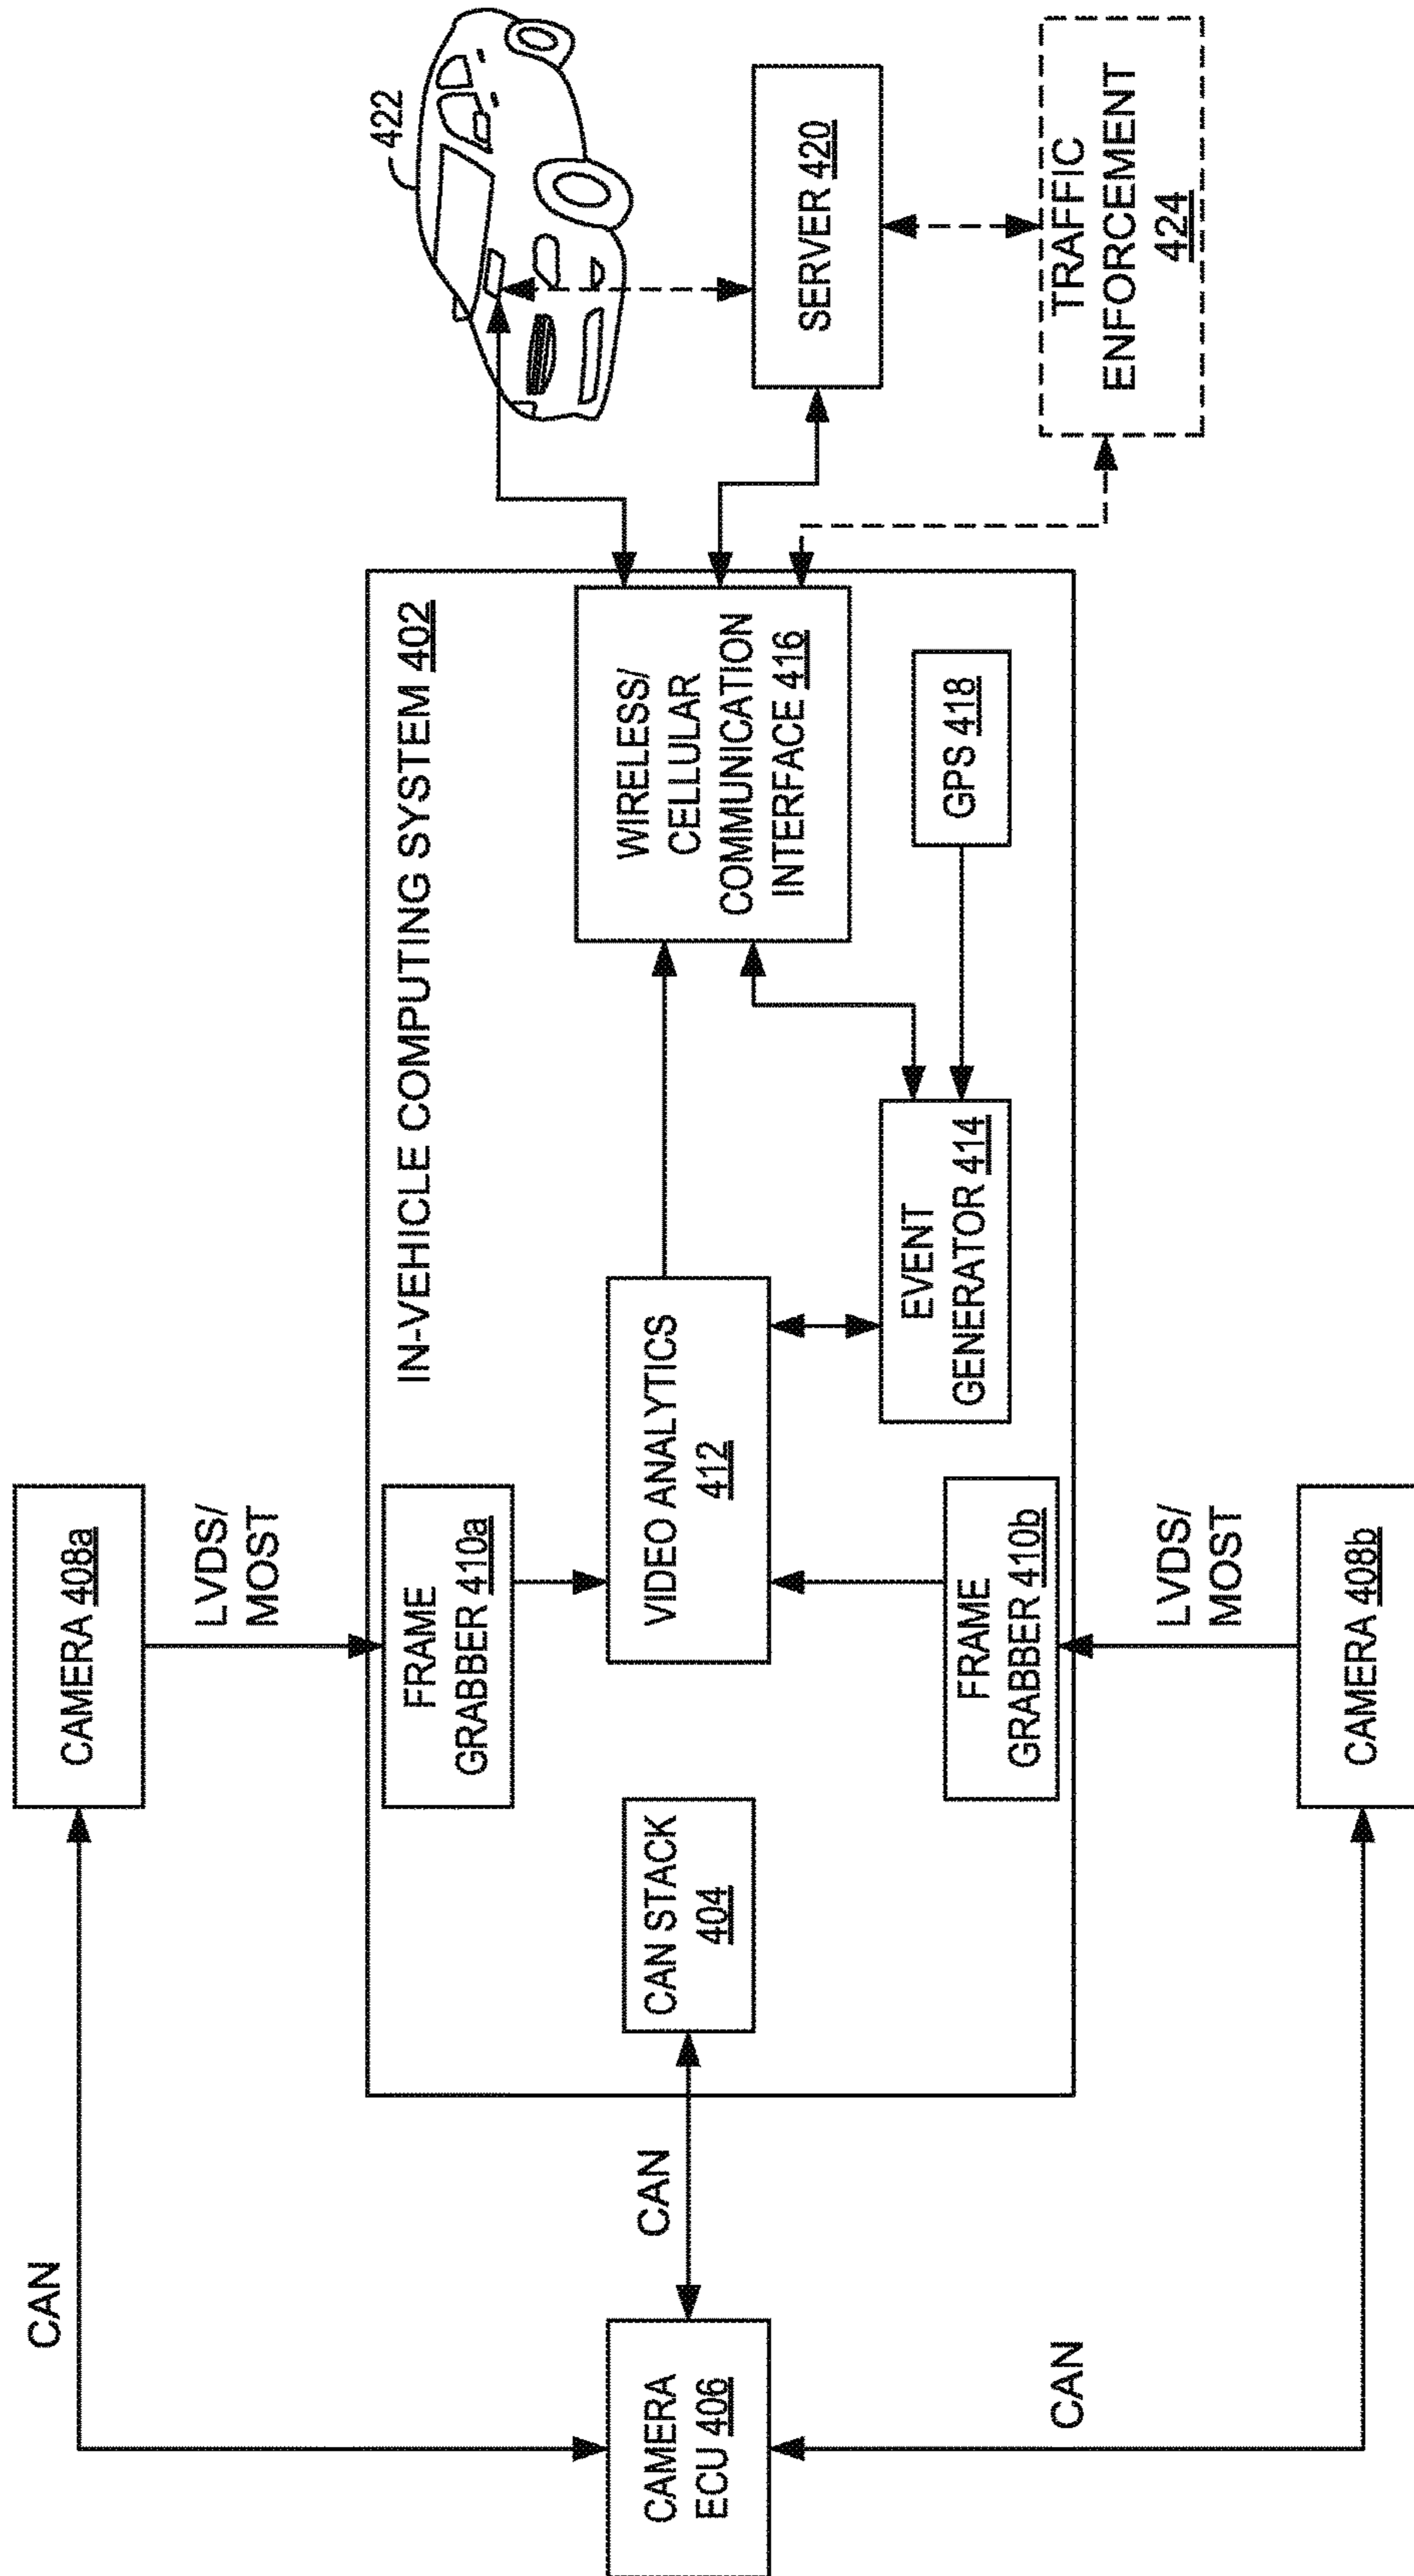 CAN
CAMERA 408a
LVDS/
MOST
422
IN-VEHICLE COMPUTING SYSTEM 402
FRAME
GRABBER 410a
CAMERA
ECU 406
CAN
CAN STACK
404
VIDEO ANALYTICS
412
WIRELESS/
CELLULAR
COMMUNICATION
INTERFACE 416
SERVER 420
EVENT
GENERATOR 414
GPS 418
FRAME
GRABBER 410b
TRAFFIC
ENFORCEMENT
424
CAN
LVDS/
MOST
CAMERA 408b